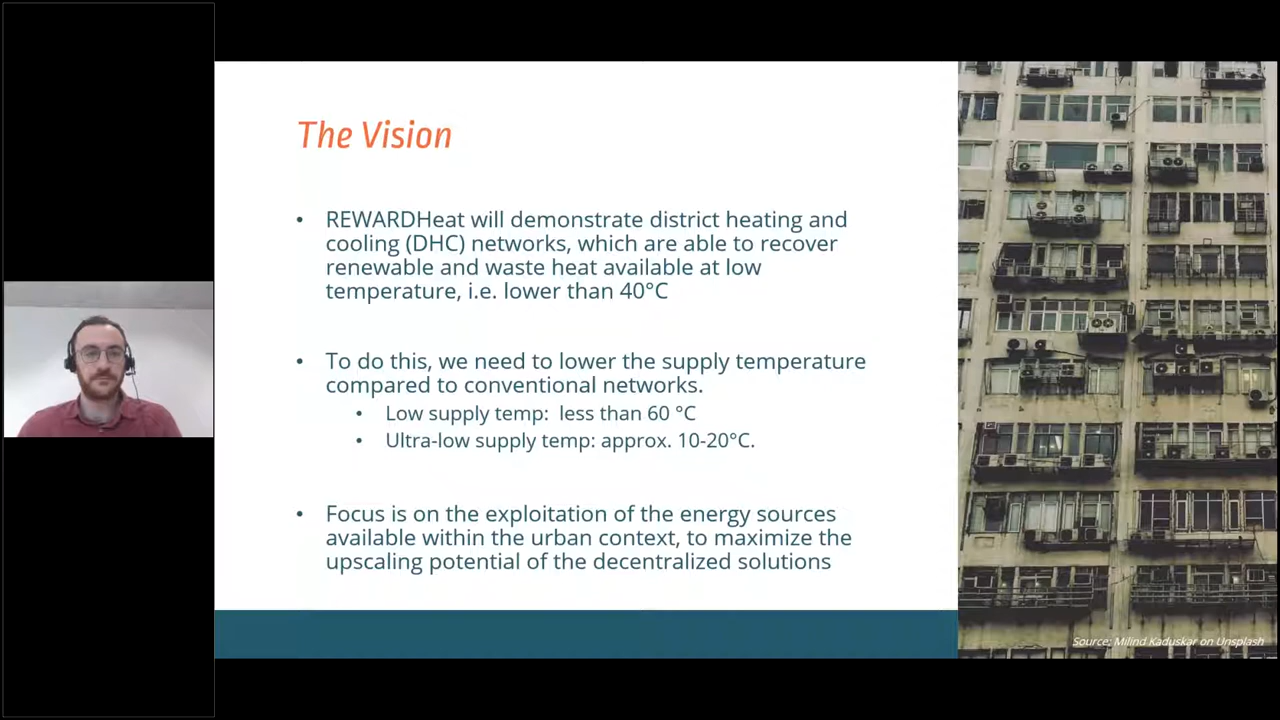 The Vision
• REWARDHeat will demonstrate district heating and
cooling (DHC) networks, which are able to recover
renewable and waste heat available at low
temperature, i.e. lower than 40°C
• To do this, we need to lower the supply temperature
compared to conventional networks.
• Low supply temp:  less than 60 °C
• Ultra-low supply temp: approx. 10-20°C.
• Focus is on the exploitation of the energy sources
available within the urban context, to maximize the
upscaling potential of the decentralized solutions
Source: Milind Kaduskar on Unsplash